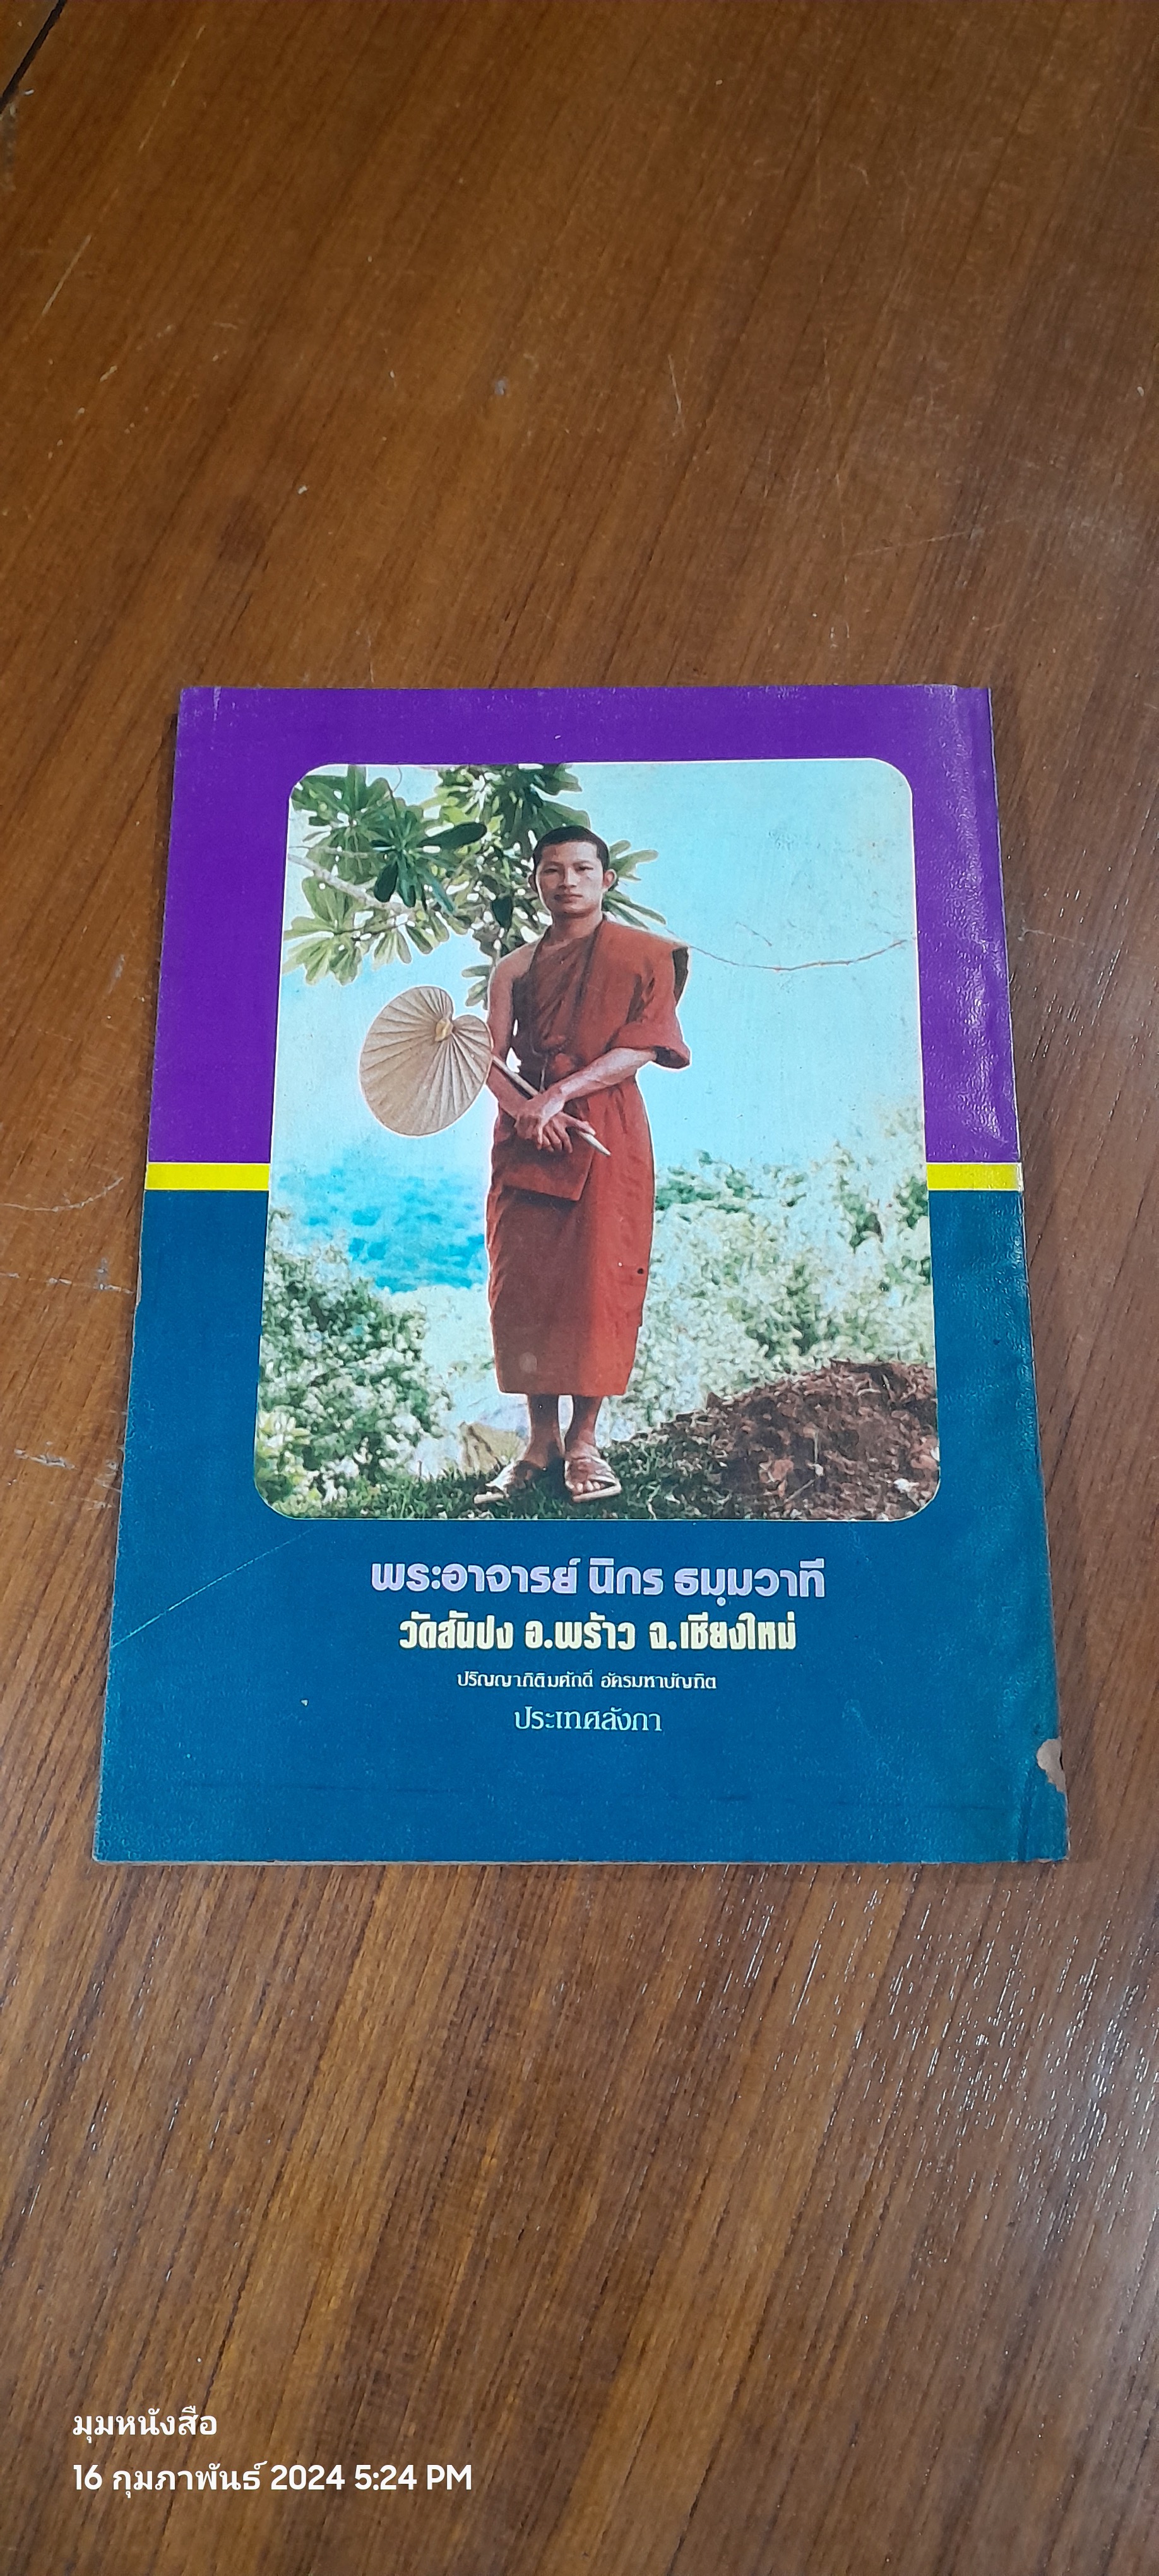 พระอาจารย์ นิกร ธมฺมวาที
วัดสันปง อ.พร้าว จ.เชียงใหม่
ปริญญากิติมศักดิ์ อัครมหาบัณฑิต
ประเทศลังกา
มุมหนังสือ
16 กุมภาพันธ์ 2024 5:24 PM